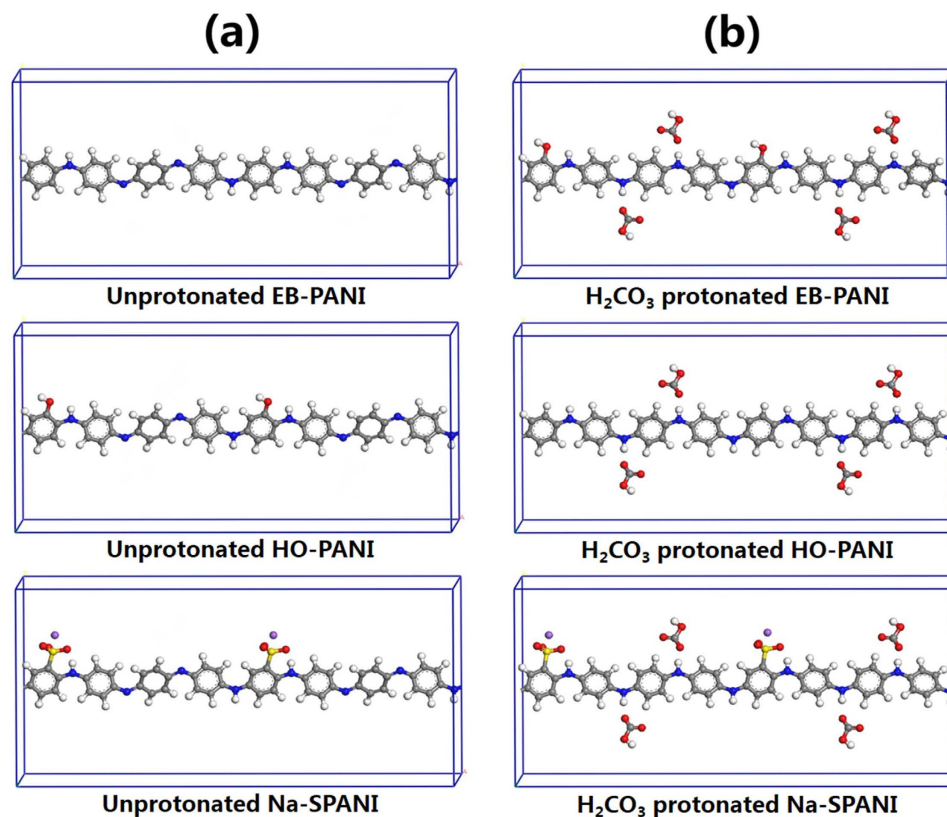 (a)
(b)
Unprotonated EB-PANI
H₂CO₃ protonated EB-PANI
Unprotonated HO-PANI
H₂CO₃ protonated HO-PANI
Unprotonated Na-SPANI
H₂CO₃ protonated Na-SPANI